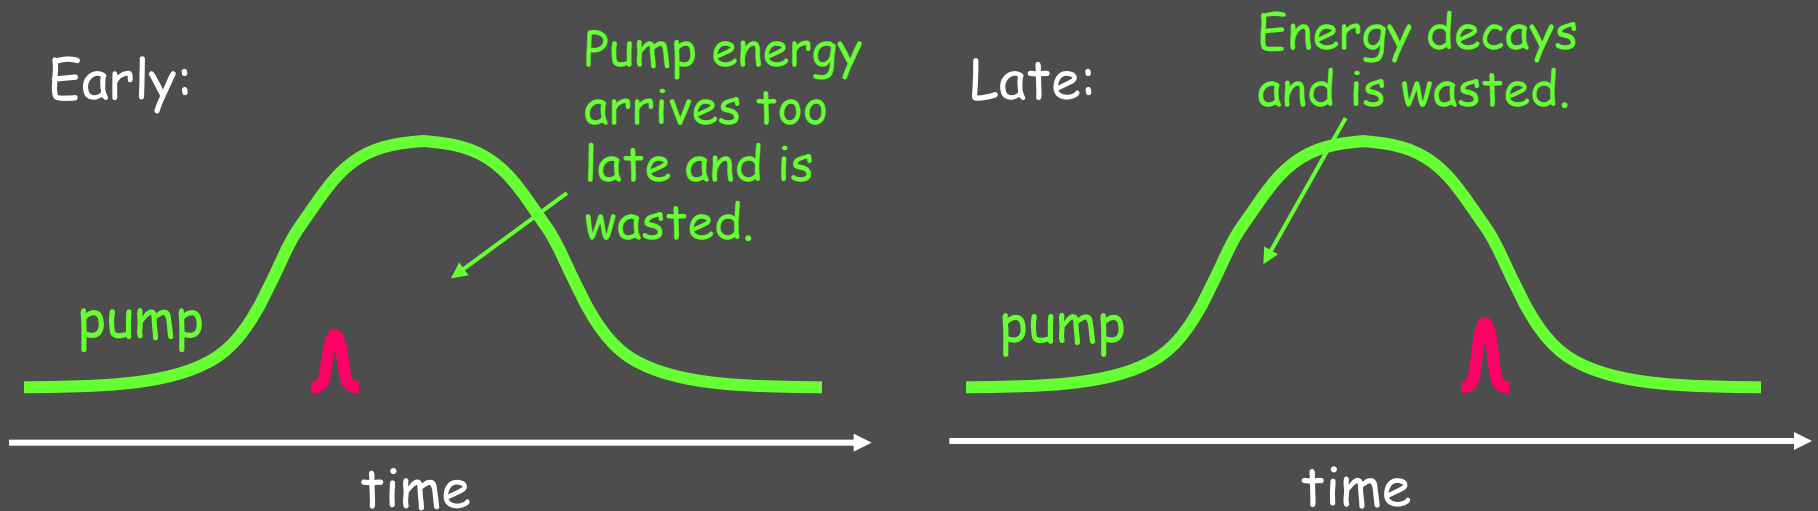 Early:
Pump energy
arrives too
late and is
wasted.
pump
time
Late:
Energy decays
and is wasted.
pump
time